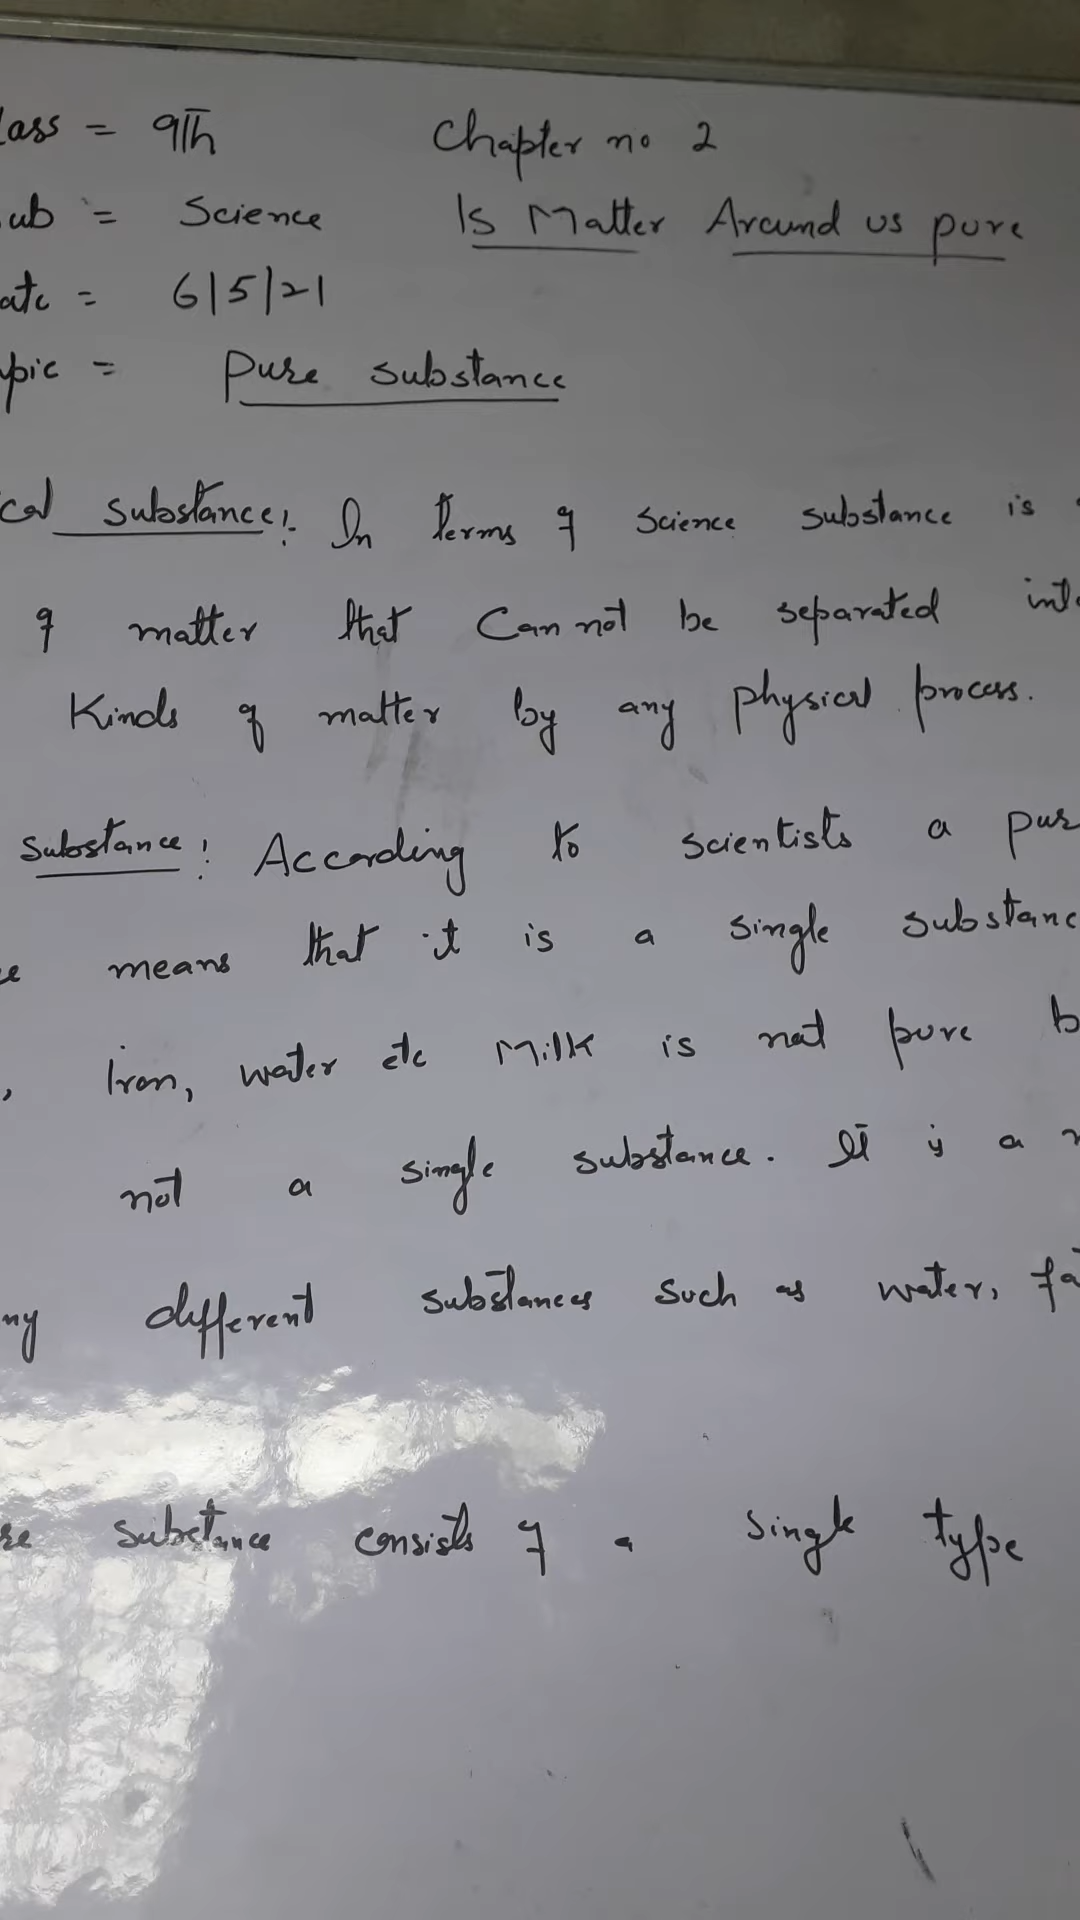 lass = 9Th Chapter no 2
ub = Science Is Matter Around us pure
ate = 6/5/21
pic = Pure substance
cal substance:- In terms of science substance is
of matter that Can not be separated int
Kinds of matter by any physical process.
substance: According to scientists a pur
e means that it is a single substanc
, Iron, water etc Milk is not pure b
not a single substance. It is a m
ny different substances such as water, fa
re substance consists of a single type